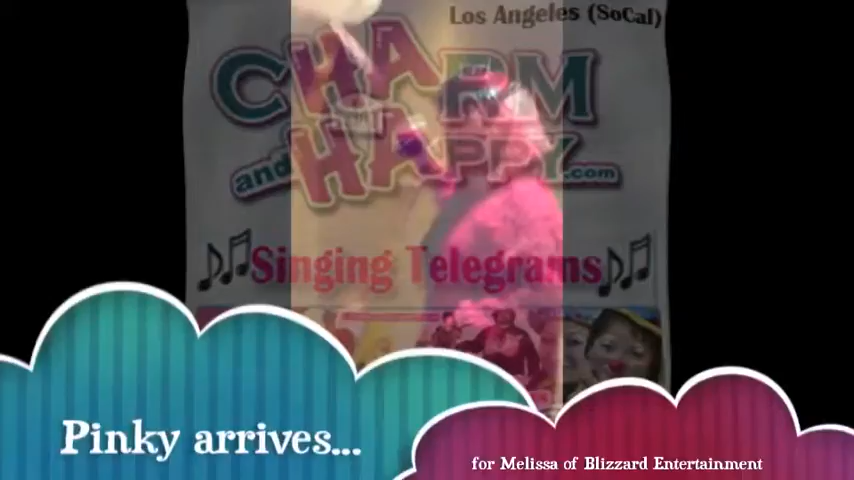 Los Angeles (SoCal)
CHARM
and HAPPY.com
Singing Telegrams
Pinky arrives...
for Melissa of Blizzard Entertainment